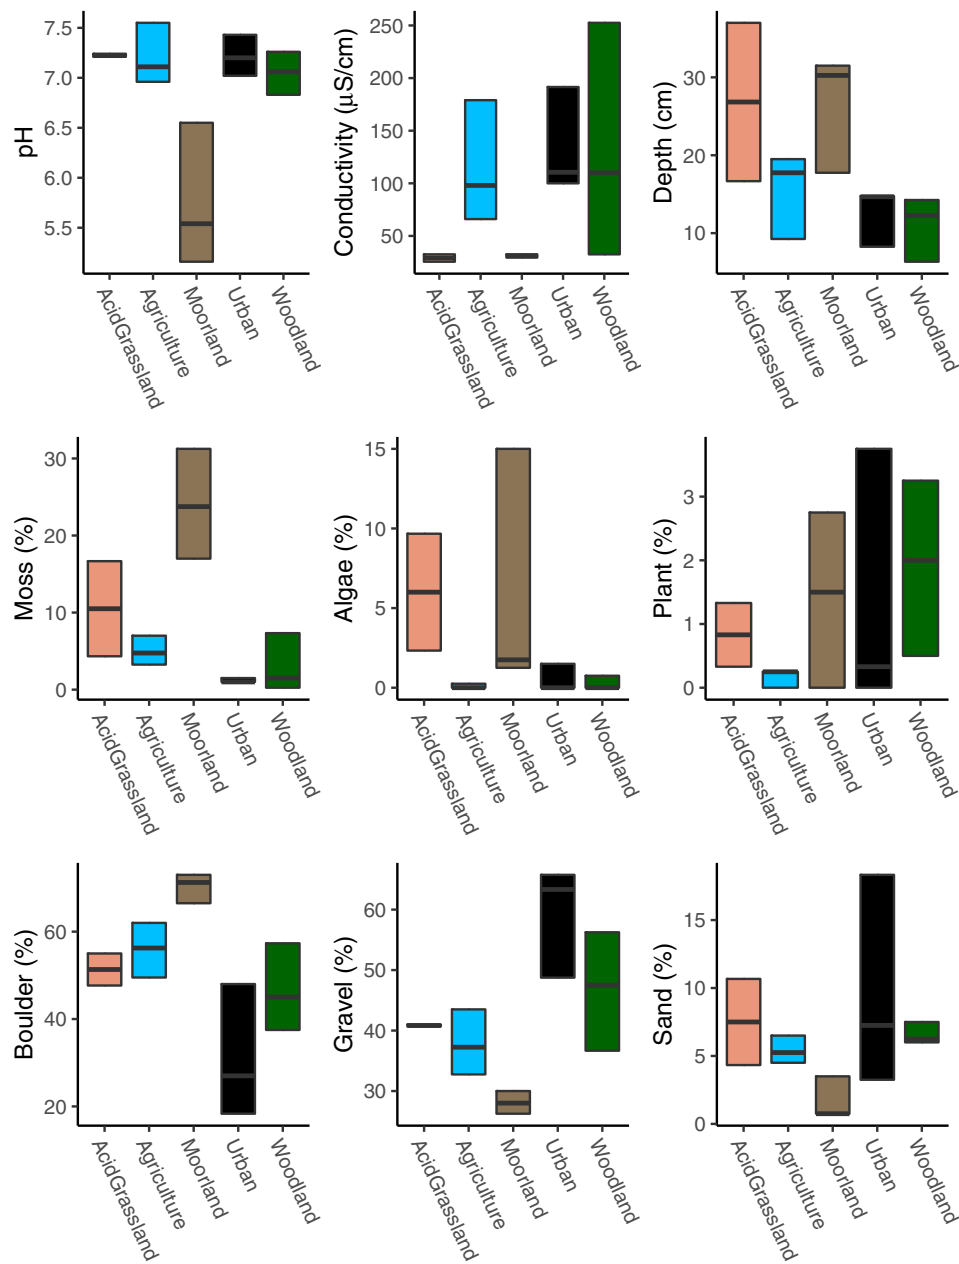 pH
7.5
7.0
6.5
6.0
5.5
AcidGrassland
Agriculture
Moorland
Urban
Woodland
Conductivity (μS/cm)
250
200
150
100
50
AcidGrassland
Agriculture
Moorland
Urban
Woodland
Depth (cm)
30
20
10
AcidGrassland
Agriculture
Moorland
Urban
Woodland
Moss (%)
30
20
10
0
AcidGrassland
Agriculture
Moorland
Urban
Woodland
Algae (%)
15
10
5
0
AcidGrassland
Agriculture
Moorland
Urban
Woodland
Plant (%)
3
2
1
0
AcidGrassland
Agriculture
Moorland
Urban
Woodland
Boulder (%)
60
40
20
AcidGrassland
Agriculture
Moorland
Urban
Woodland
Gravel (%)
60
50
40
30
AcidGrassland
Agriculture
Moorland
Urban
Woodland
Sand (%)
15
10
5
0
AcidGrassland
Agriculture
Moorland
Urban
Woodland